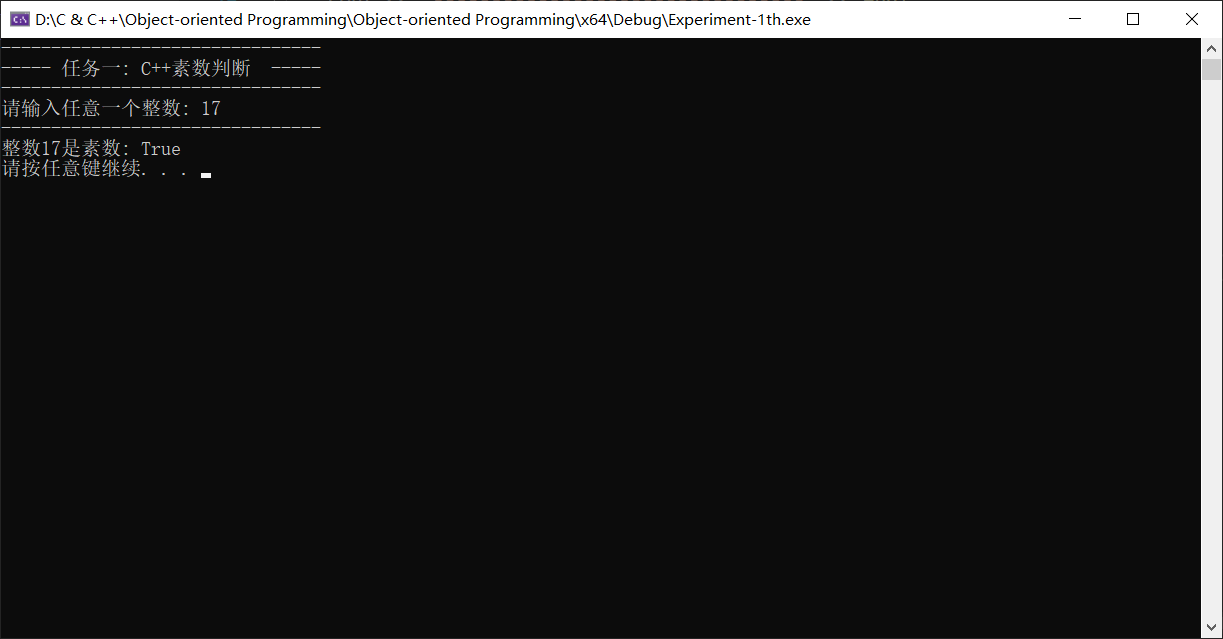 D:\C & C++\Object-oriented Programming\Object-oriented Programming\x64\Debug\Experiment-1th.exe
--------------------------------
----- 任务一: C++素数判断  -----
--------------------------------
请输入任意一个整数: 17
--------------------------------
整数17是素数: True
请按任意键继续. . .